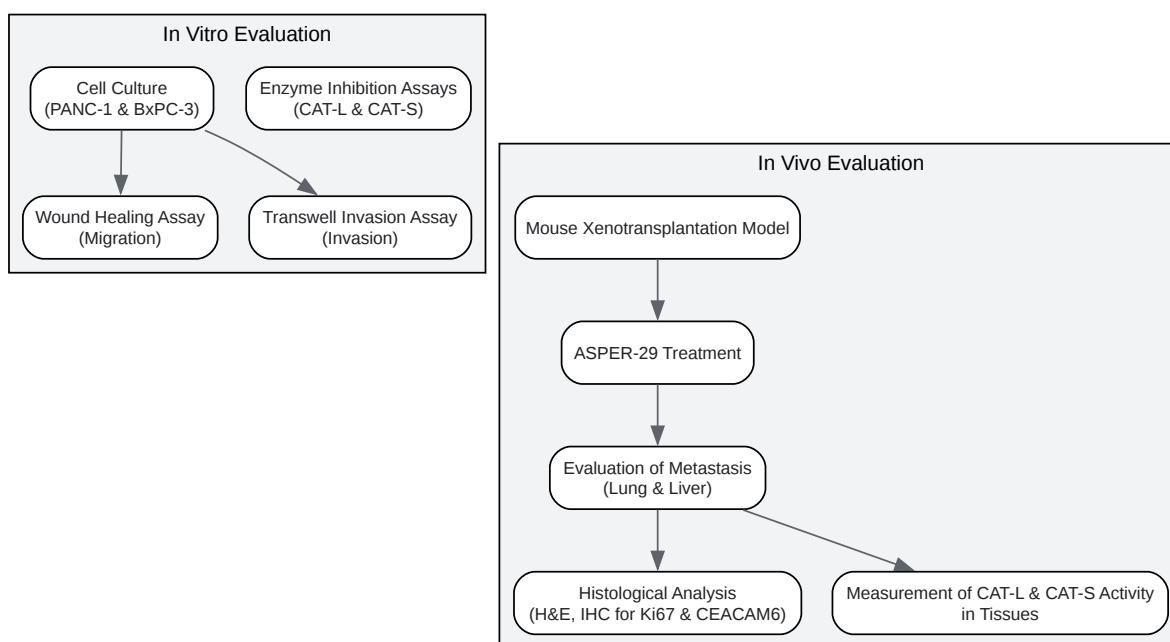 In Vitro Evaluation
Cell Culture
(PANC-1 & BxPC-3)
Enzyme Inhibition Assays
(CAT-L & CAT-S)
Wound Healing Assay
(Migration)
Transwell Invasion Assay
(Invasion)
In Vivo Evaluation
Mouse Xenotransplantation Model
ASPER-29 Treatment
Evaluation of Metastasis
(Lung & Liver)
Histological Analysis
(H&E, IHC for Ki67 & CEACAM6)
Measurement of CAT-L & CAT-S Activity
in Tissues